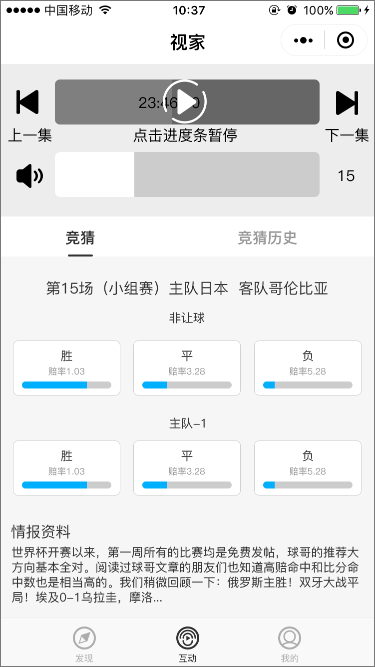 中国移动 10:37 100%
视家
23:46
上一集 点击进度条暂停 下一集
15
竞猜 竞猜历史
第15场（小组赛）主队日本 客队哥伦比亚
非让球
胜 平 负
赔率1.03 赔率3.28 赔率5.28
主队-1
胜 平 负
赔率1.03 赔率3.28 赔率5.28
情报资料
世界杯开赛以来，第一周所有的比赛均是免费发帖，球哥的推荐大
方向基本全对。阅读过球哥文章的朋友们也知道高赔命中和比分命
中数也是相当高的。我们稍微回顾一下：俄罗斯主胜！双牙大战平
局！埃及0-1乌拉圭，摩洛...
发现 互动 我的